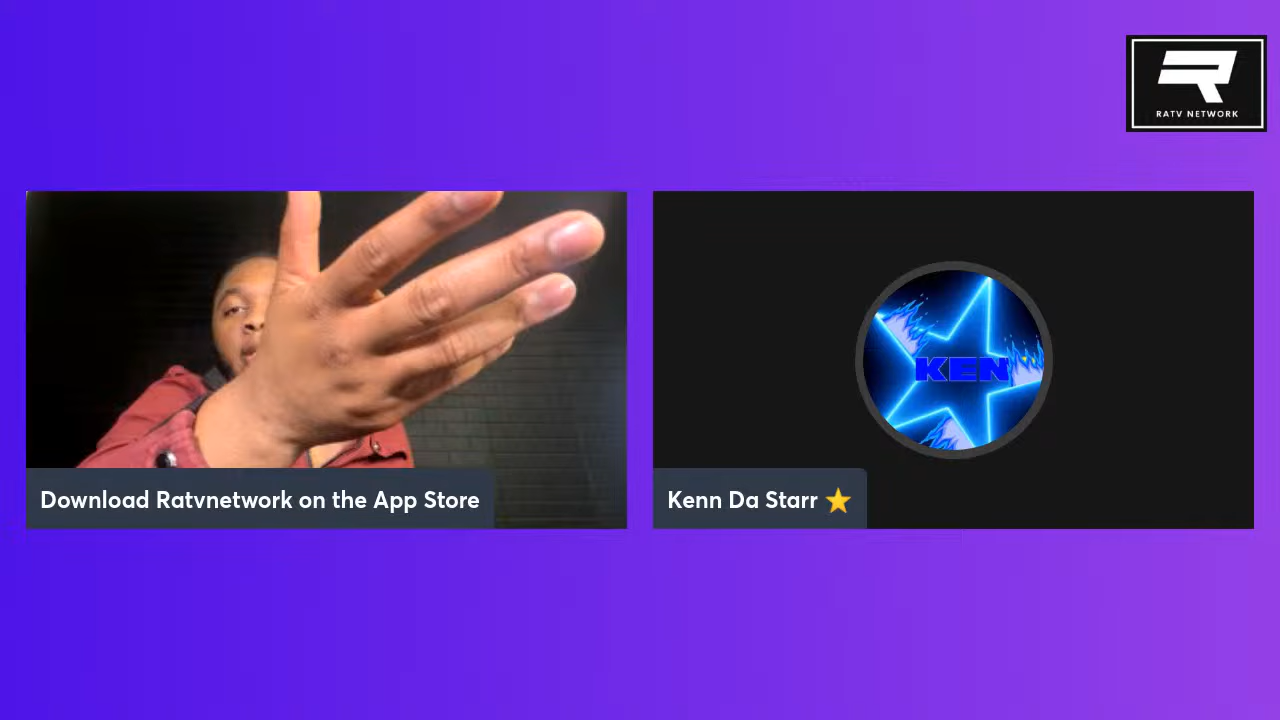 RATV NETWORK
KEN
Download Ratvnetwork on the App Store
Kenn Da Starr ⭐